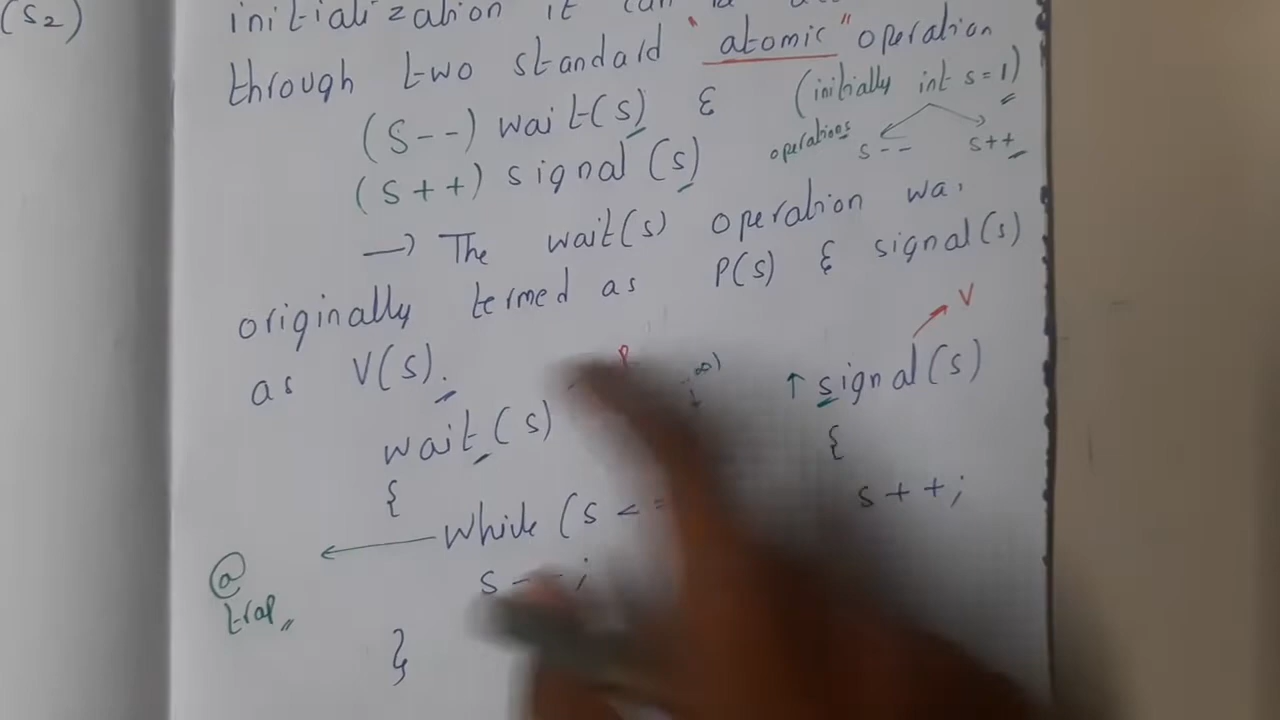 (S2)
initialization it can
through two standard "atomic" operation
(initially int s=1)
(S--) wait(s) &
operations s-- s++
(S++) signal (s)
→ The wait(s) operation wa
originally termed as P(s) & signal(s)
as V(s).
P ∞) V
wait(s) ↑ signal(s)
{ {
While (s <= s++;
@ trap
s--;
}